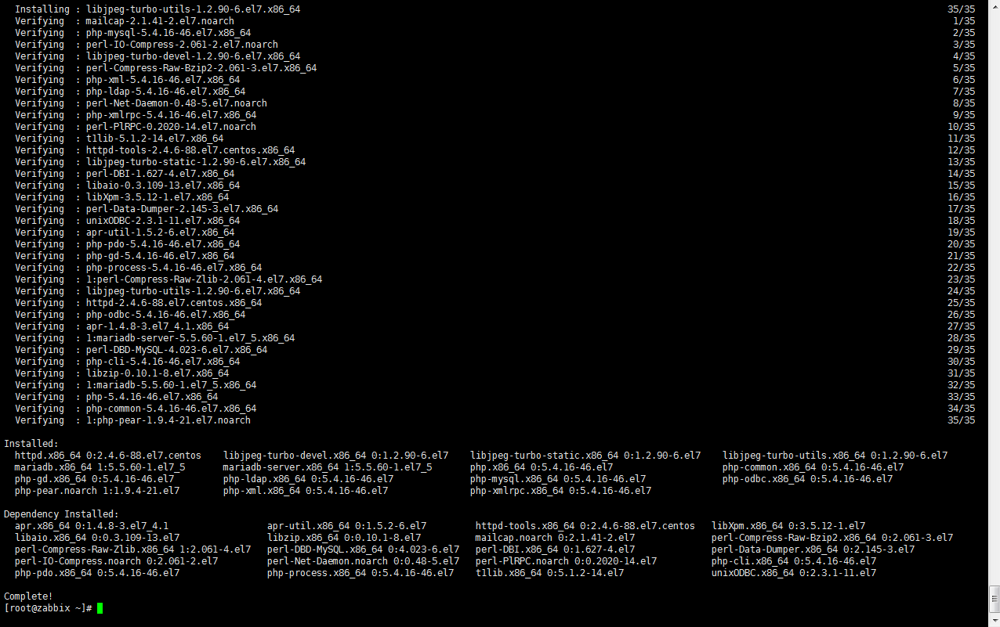 Installing : libjpeg-turbo-utils-1.2.90-6.el7.x86_64 35/35
Verifying  : mailcap-2.1.41-2.el7.noarch 1/35
Verifying  : php-mysql-5.4.16-46.el7.x86_64 2/35
Verifying  : perl-IO-Compress-2.061-2.el7.noarch 3/35
Verifying  : libjpeg-turbo-devel-1.2.90-6.el7.x86_64 4/35
Verifying  : perl-Compress-Raw-Bzip2-2.061-3.el7.x86_64 5/35
Verifying  : php-xml-5.4.16-46.el7.x86_64 6/35
Verifying  : php-ldap-5.4.16-46.el7.x86_64 7/35
Verifying  : perl-Net-Daemon-0.48-5.el7.noarch 8/35
Verifying  : php-xmlrpc-5.4.16-46.el7.x86_64 9/35
Verifying  : perl-PlRPC-0.2020-14.el7.noarch 10/35
Verifying  : t1lib-5.1.2-14.el7.x86_64 11/35
Verifying  : httpd-tools-2.4.6-88.el7.centos.x86_64 12/35
Verifying  : libjpeg-turbo-static-1.2.90-6.el7.x86_64 13/35
Verifying  : perl-DBI-1.627-4.el7.x86_64 14/35
Verifying  : libaio-0.3.109-13.el7.x86_64 15/35
Verifying  : libXpm-3.5.12-1.el7.x86_64 16/35
Verifying  : perl-Data-Dumper-2.145-3.el7.x86_64 17/35
Verifying  : unixODBC-2.3.1-11.el7.x86_64 18/35
Verifying  : apr-util-1.5.2-6.el7.x86_64 19/35
Verifying  : php-pdo-5.4.16-46.el7.x86_64 20/35
Verifying  : php-gd-5.4.16-46.el7.x86_64 21/35
Verifying  : php-process-5.4.16-46.el7.x86_64 22/35
Verifying  : 1:perl-Compress-Raw-Zlib-2.061-4.el7.x86_64 23/35
Verifying  : libjpeg-turbo-utils-1.2.90-6.el7.x86_64 24/35
Verifying  : httpd-2.4.6-88.el7.centos.x86_64 25/35
Verifying  : php-odbc-5.4.16-46.el7.x86_64 26/35
Verifying  : apr-1.4.8-3.el7_4.1.x86_64 27/35
Verifying  : 1:mariadb-server-5.5.60-1.el7_5.x86_64 28/35
Verifying  : perl-DBD-MySQL-4.023-6.el7.x86_64 29/35
Verifying  : php-cli-5.4.16-46.el7.x86_64 30/35
Verifying  : libzip-0.10.1-8.el7.x86_64 31/35
Verifying  : 1:mariadb-5.5.60-1.el7_5.x86_64 32/35
Verifying  : php-5.4.16-46.el7.x86_64 33/35
Verifying  : php-common-5.4.16-46.el7.x86_64 34/35
Verifying  : 1:php-pear-1.9.4-21.el7.noarch 35/35
Installed:
httpd.x86_64 0:2.4.6-88.el7.centos libjpeg-turbo-devel.x86_64 0:1.2.90-6.el7 libjpeg-turbo-static.x86_64 0:1.2.90-6.el7 libjpeg-turbo-utils.x86_64 0:1.2.90-6.el7
mariadb.x86_64 1:5.5.60-1.el7_5 mariadb-server.x86_64 1:5.5.60-1.el7_5 php.x86_64 0:5.4.16-46.el7 php-common.x86_64 0:5.4.16-46.el7
php-gd.x86_64 0:5.4.16-46.el7 php-ldap.x86_64 0:5.4.16-46.el7 php-mysql.x86_64 0:5.4.16-46.el7 php-odbc.x86_64 0:5.4.16-46.el7
php-pear.noarch 1:1.9.4-21.el7 php-xml.x86_64 0:5.4.16-46.el7 php-xmlrpc.x86_64 0:5.4.16-46.el7
Dependency Installed:
apr.x86_64 0:1.4.8-3.el7_4.1 apr-util.x86_64 0:1.5.2-6.el7 httpd-tools.x86_64 0:2.4.6-88.el7.centos libXpm.x86_64 0:3.5.12-1.el7
libaio.x86_64 0:0.3.109-13.el7 libzip.x86_64 0:0.10.1-8.el7 mailcap.noarch 0:2.1.41-2.el7 perl-Compress-Raw-Bzip2.x86_64 0:2.061-3.el7
perl-Compress-Raw-Zlib.x86_64 1:2.061-4.el7 perl-DBD-MySQL.x86_64 0:4.023-6.el7 perl-DBI.x86_64 0:1.627-4.el7 perl-Data-Dumper.x86_64 0:2.145-3.el7
perl-IO-Compress.noarch 0:2.061-2.el7 perl-Net-Daemon.noarch 0:0.48-5.el7 perl-PlRPC.noarch 0:0.2020-14.el7 php-cli.x86_64 0:5.4.16-46.el7
php-pdo.x86_64 0:5.4.16-46.el7 php-process.x86_64 0:5.4.16-46.el7 t1lib.x86_64 0:5.1.2-14.el7 unixODBC.x86_64 0:2.3.1-11.el7
Complete!
[root@zabbix ~]#